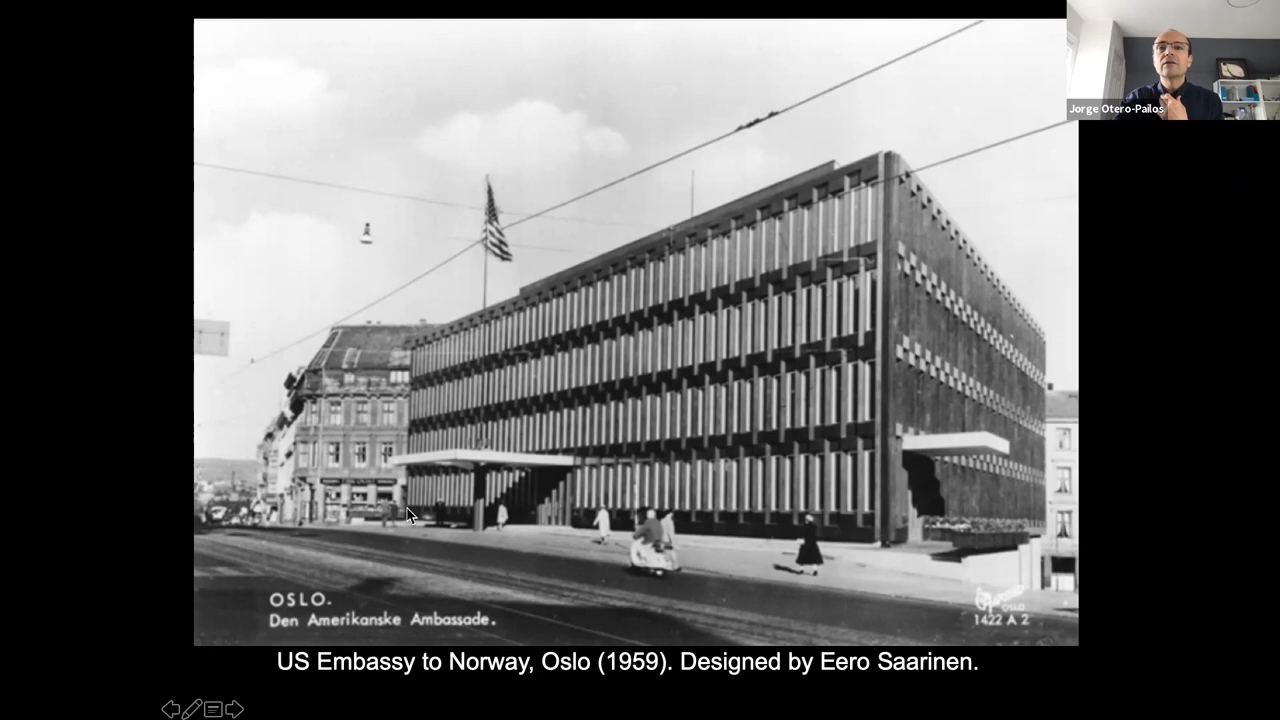 Jorge Otero-Pailos
OSLO.
Den Amerikanske Ambassade.
OSLO
1422 A 2
US Embassy to Norway, Oslo (1959). Designed by Eero Saarinen.